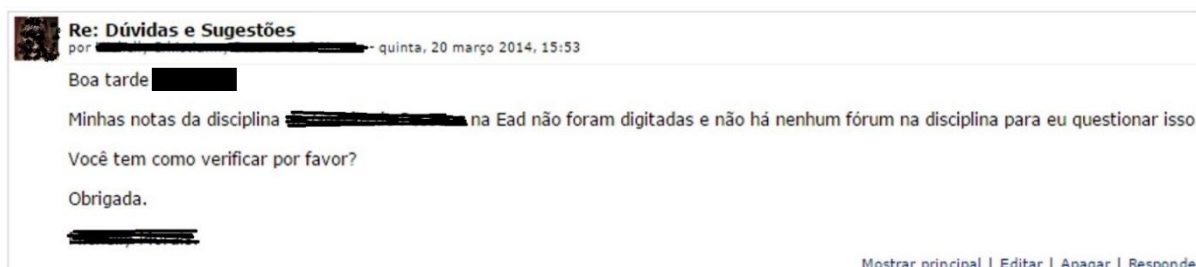 Re: Dúvidas e Sugestões
por - quinta, 20 março 2014, 15:53
Boa tarde
Minhas notas da disciplina na Ead não foram digitadas e não há nenhum fórum na disciplina para eu questionar isso
Você tem como verificar por favor?
Obrigada.
Mostrar principal | Editar | Apagar | Responde